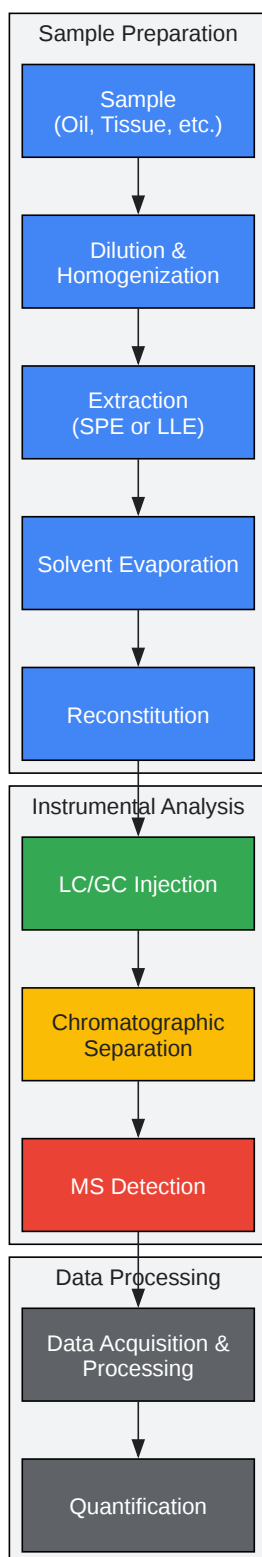 Sample Preparation
Sample
(Oil, Tissue, etc.)
Dilution &
Homogenization
Extraction
(SPE or LLE)
Solvent Evaporation
Reconstitution
Instrumental Analysis
LC/GC Injection
Chromatographic
Separation
MS Detection
Data Processing
Data Acquisition &
Processing
Quantification